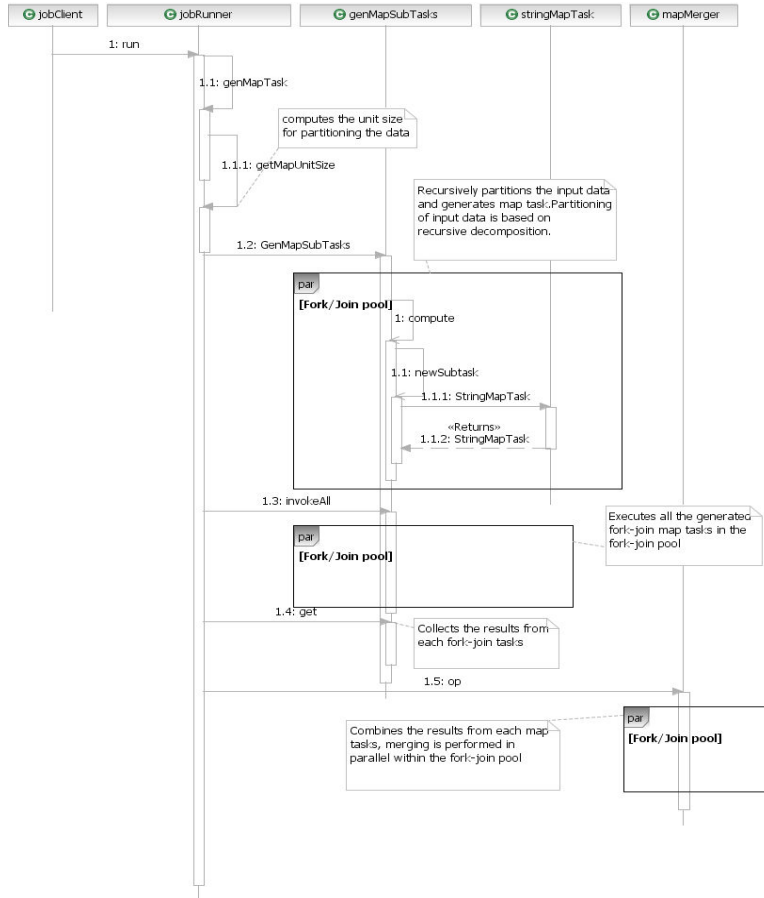 C jobClient
C jobRunner
C genMapSubTasks
C stringMapTask
C mapMerger
1: run
1.1: genMapTask
computes the unit size
for partitioning the data
1.1.1: getMapUnitSize
Recursively partitions the input data
and generates map task.Partitioning
of input data is based on
recursive decomposition.
1.2: GenMapSubTasks
par
[Fork/Join pool]
1: compute
1.1: newSubtask
1.1.1: StringMapTask
«Returns»
1.1.2: StringMapTask
1.3: invokeAll
Executes all the generated
fork-join map tasks in the
fork-join pool
par
[Fork/Join pool]
1.4: get
Collects the results from
each fork-join tasks
1.5: op
Combines the results from each map
tasks, merging is performed in
parallel within the fork-join pool
par
[Fork/Join pool]